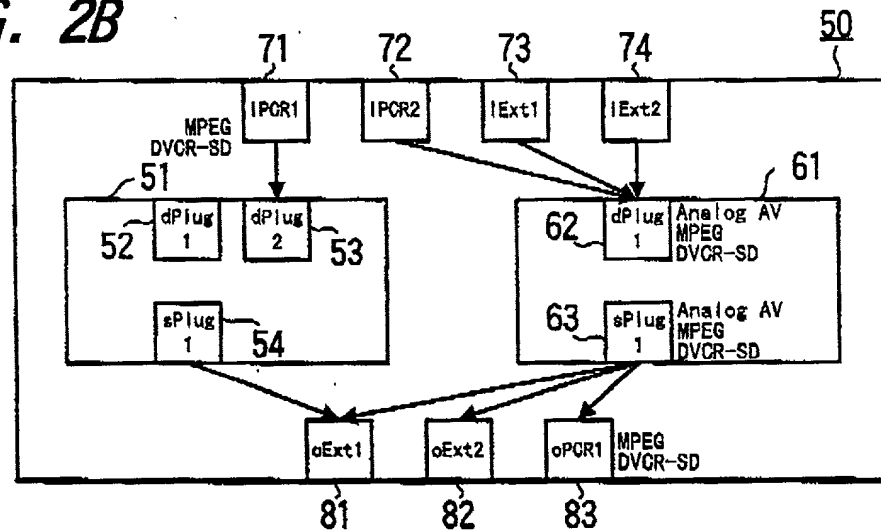 G. 2B
71 72 73 74 50
IPCR1 IPCR2 IExt1 IExt2
MPEG
DVCR-SD
51 61
dPlug
1
52
dPlug
2
53
dPlug
1
62
Analog AV
MPEG
DVCR-SD
sPlug
1
54
sPlug
1
63
Analog AV
MPEG
DVCR-SD
oExt1 oExt2 oPCR1
MPEG
DVCR-SD
81 82 83